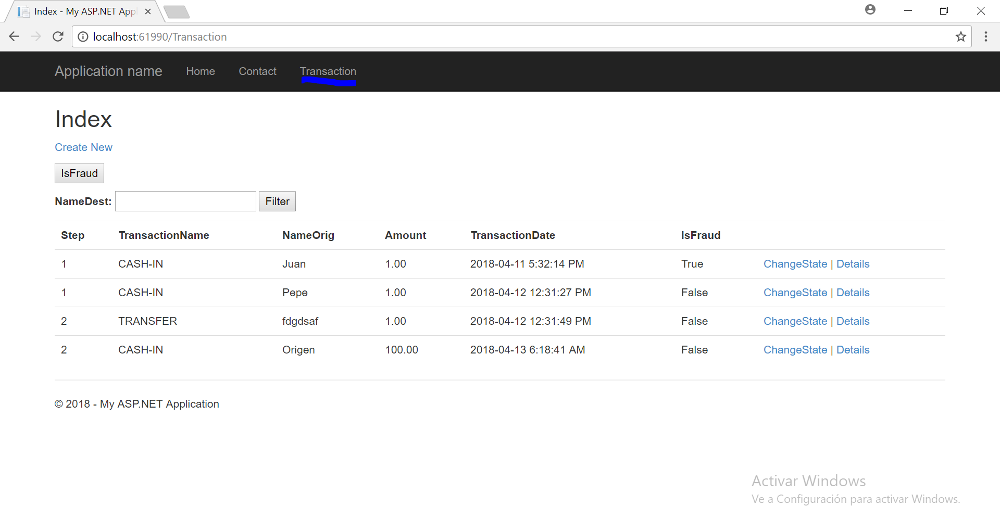 Index - My ASP.NET App
localhost:61990/Transaction
Application name Home Contact Transaction
Index
Create New
IsFraud
NameDest: Filter
Step TransactionName NameOrig Amount TransactionDate IsFraud
1 CASH-IN Juan 1.00 2018-04-11 5:32:14 PM True ChangeState | Details
1 CASH-IN Pepe 1.00 2018-04-12 12:31:27 PM False ChangeState | Details
2 TRANSFER fdgdsaf 1.00 2018-04-12 12:31:49 PM False ChangeState | Details
2 CASH-IN Origen 100.00 2018-04-13 6:18:41 AM False ChangeState | Details
© 2018 - My ASP.NET Application
Activar Windows
Ve a Configuración para activar Windows.